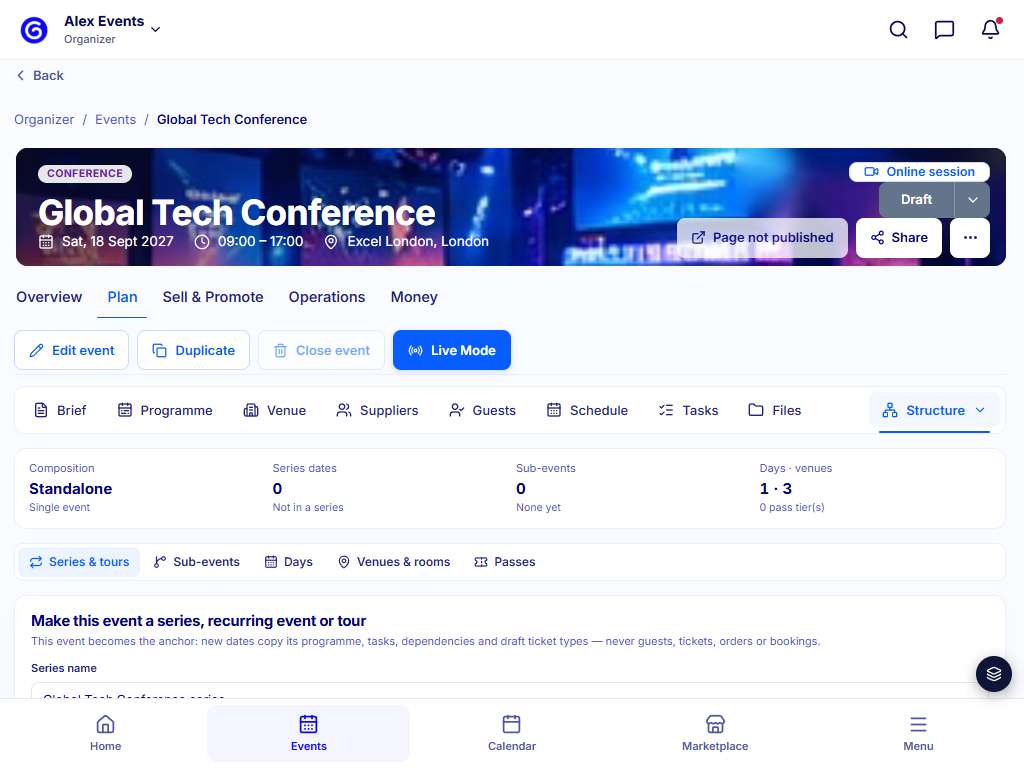 Alex Events
Organizer
Back
Organizer / Events / Global Tech Conference
CONFERENCE
Online session
Global Tech Conference
Draft
Sat, 18 Sept 2027 09:00 – 17:00 Excel London, London
Page not published Share
Overview Plan Sell & Promote Operations Money
Edit event Duplicate Close event Live Mode
Brief Programme Venue Suppliers Guests Schedule Tasks Files Structure
Composition Series dates Sub-events Days · venues
Standalone 0 0 1 · 3
Single event Not in a series None yet 0 pass tier(s)
Series & tours Sub-events Days Venues & rooms Passes
Make this event a series, recurring event or tour
This event becomes the anchor: new dates copy its programme, tasks, dependencies and draft ticket types — never guests, tickets, orders or bookings.
Series name
Global Tech Conference series
Home Events Calendar Marketplace Menu